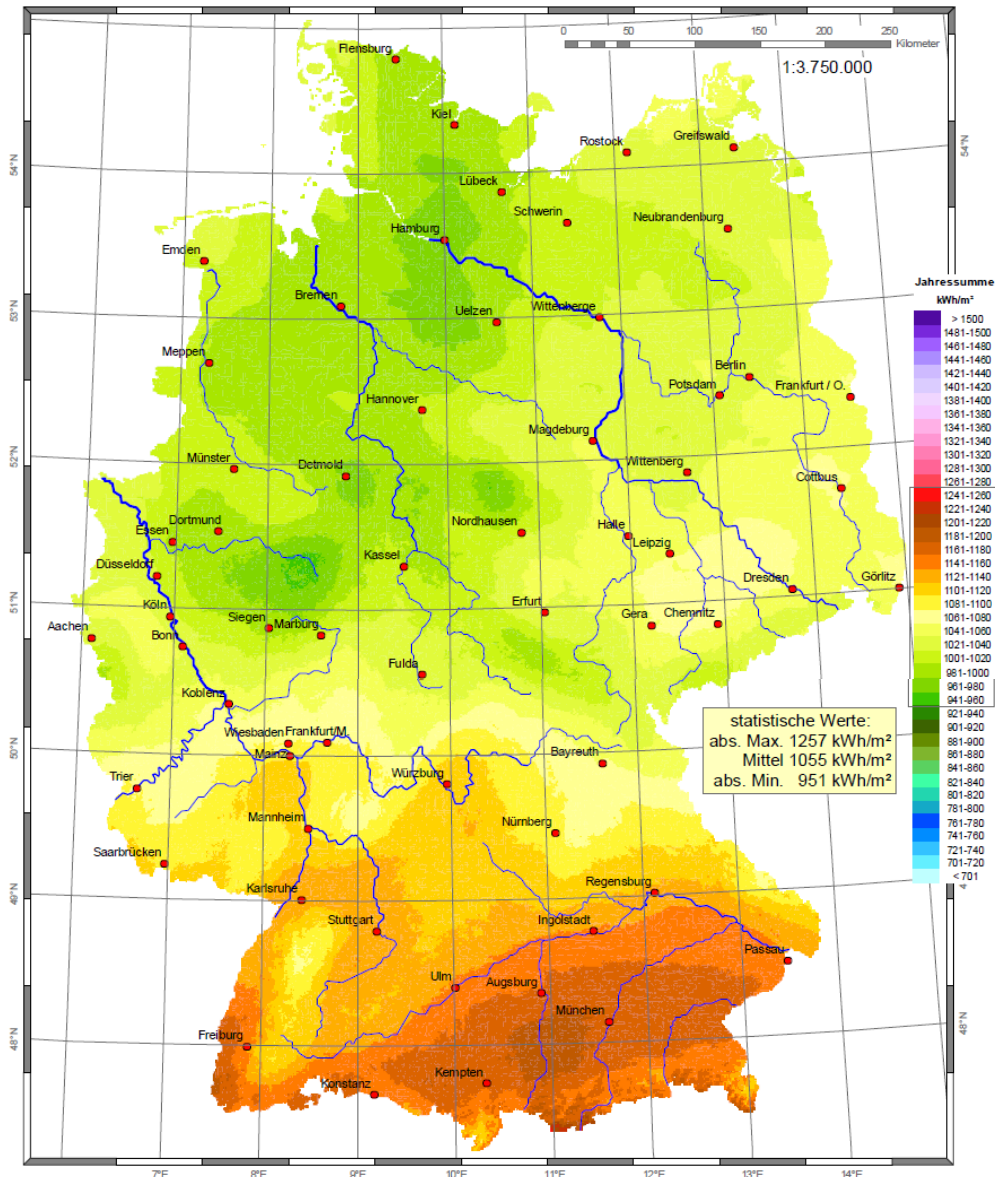 0 50 100 150 200 250
Kilometer
1:3.750.000
Flensburg
Kiel
Rostock
Greifswald
54°N
54°N
Lübeck
Schwerin
Neubrandenburg
Hamburg
Emden
Bremen
Uelzen
Wittenberge
53°N
Meppen
Berlin
Potsdam
Frankfurt / O.
Hannover
Magdeburg
52°N
Münster
Detmold
Wittenberg
Cottbus
Dortmund
Essen
Nordhausen
Halle
Leipzig
Düsseldorf
Kassel
Dresden
Görlitz
51°N
Köln
Erfurt
Gera
Chemnitz
Aachen
Siegen
Marburg
Bonn
Fulda
Koblenz
Wiesbaden
Frankfurt/M.
50°N
Mainz
Bayreuth
Trier
Würzburg
Mannheim
Nürnberg
Saarbrücken
49°N
Karlsruhe
Regensburg
Stuttgart
Ingolstadt
Passau
Ulm
Augsburg
München
48°N
48°N
Freiburg
Kempten
Konstanz
7°E 8°E 9°E 10°E 11°E 12°E 13°E 14°E
Jahressumme
kWh/m²
> 1500
1481-1500
1461-1480
1441-1460
1421-1440
1401-1420
1381-1400
1361-1380
1341-1360
1321-1340
1301-1320
1281-1300
1261-1280
1241-1260
1221-1240
1201-1220
1181-1200
1161-1180
1141-1160
1121-1140
1101-1120
1081-1100
1061-1080
1041-1060
1021-1040
1001-1020
981-1000
961-980
941-960
921-940
901-920
881-900
861-880
841-860
821-840
801-820
781-800
761-780
741-760
721-740
701-720
< 701
statistische Werte:
abs. Max. 1257 kWh/m²
Mittel 1055 kWh/m²
abs. Min. 951 kWh/m²